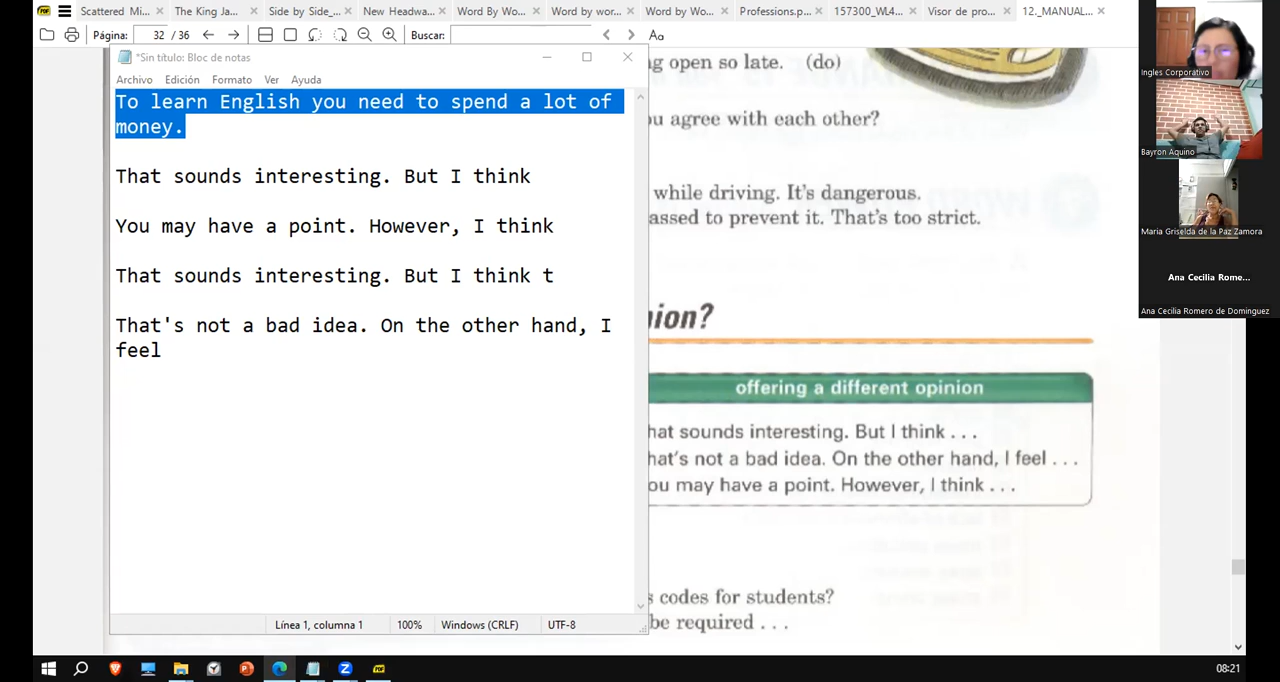 Scattered Mi...
The King Ja...
Side by Side_...
New Headwa...
Word By Wo...
Word by wor...
Word by Wo...
Professions.p...
157300_WL4...
Visor de pro...
12._MANUAL...
Página: 32 / 36
Buscar:
Aa
*Sin título: Bloc de notas
Archivo Edición Formato Ver Ayuda
To learn English you need to spend a lot of
money.
That sounds interesting. But I think
You may have a point. However, I think
That sounds interesting. But I think t
That's not a bad idea. On the other hand, I
feel
Línea 1, columna 1 100% Windows (CRLF) UTF-8
g open so late. (do)
u agree with each other?
while driving. It's dangerous.
assed to prevent it. That's too strict.
nion?
offering a different opinion
hat sounds interesting. But I think . . .
hat's not a bad idea. On the other hand, I feel . . .
ou may have a point. However, I think . . .
s codes for students?
be required . . .
Ingles Corporativo
Bayron Aquino
Maria Griselda de la Paz Zamora
Ana Cecilia Rome...
Ana Cecilia Romero de Dominguez
08:21